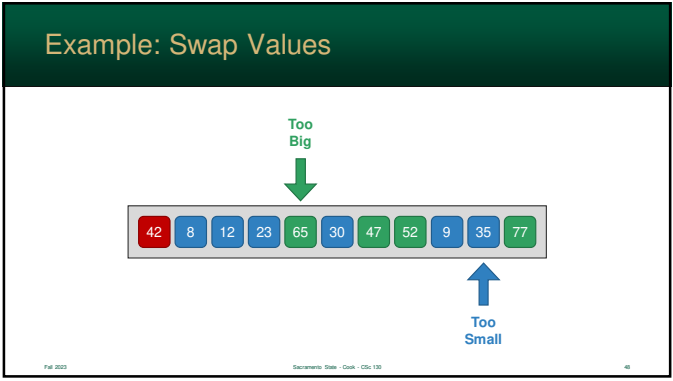 Example: Swap Values
Too
Big
42 8 12 23 65 30 47 52 9 35 77
Too
Small
Fall 2023 Sacramento State - Cook - CSc 130 48